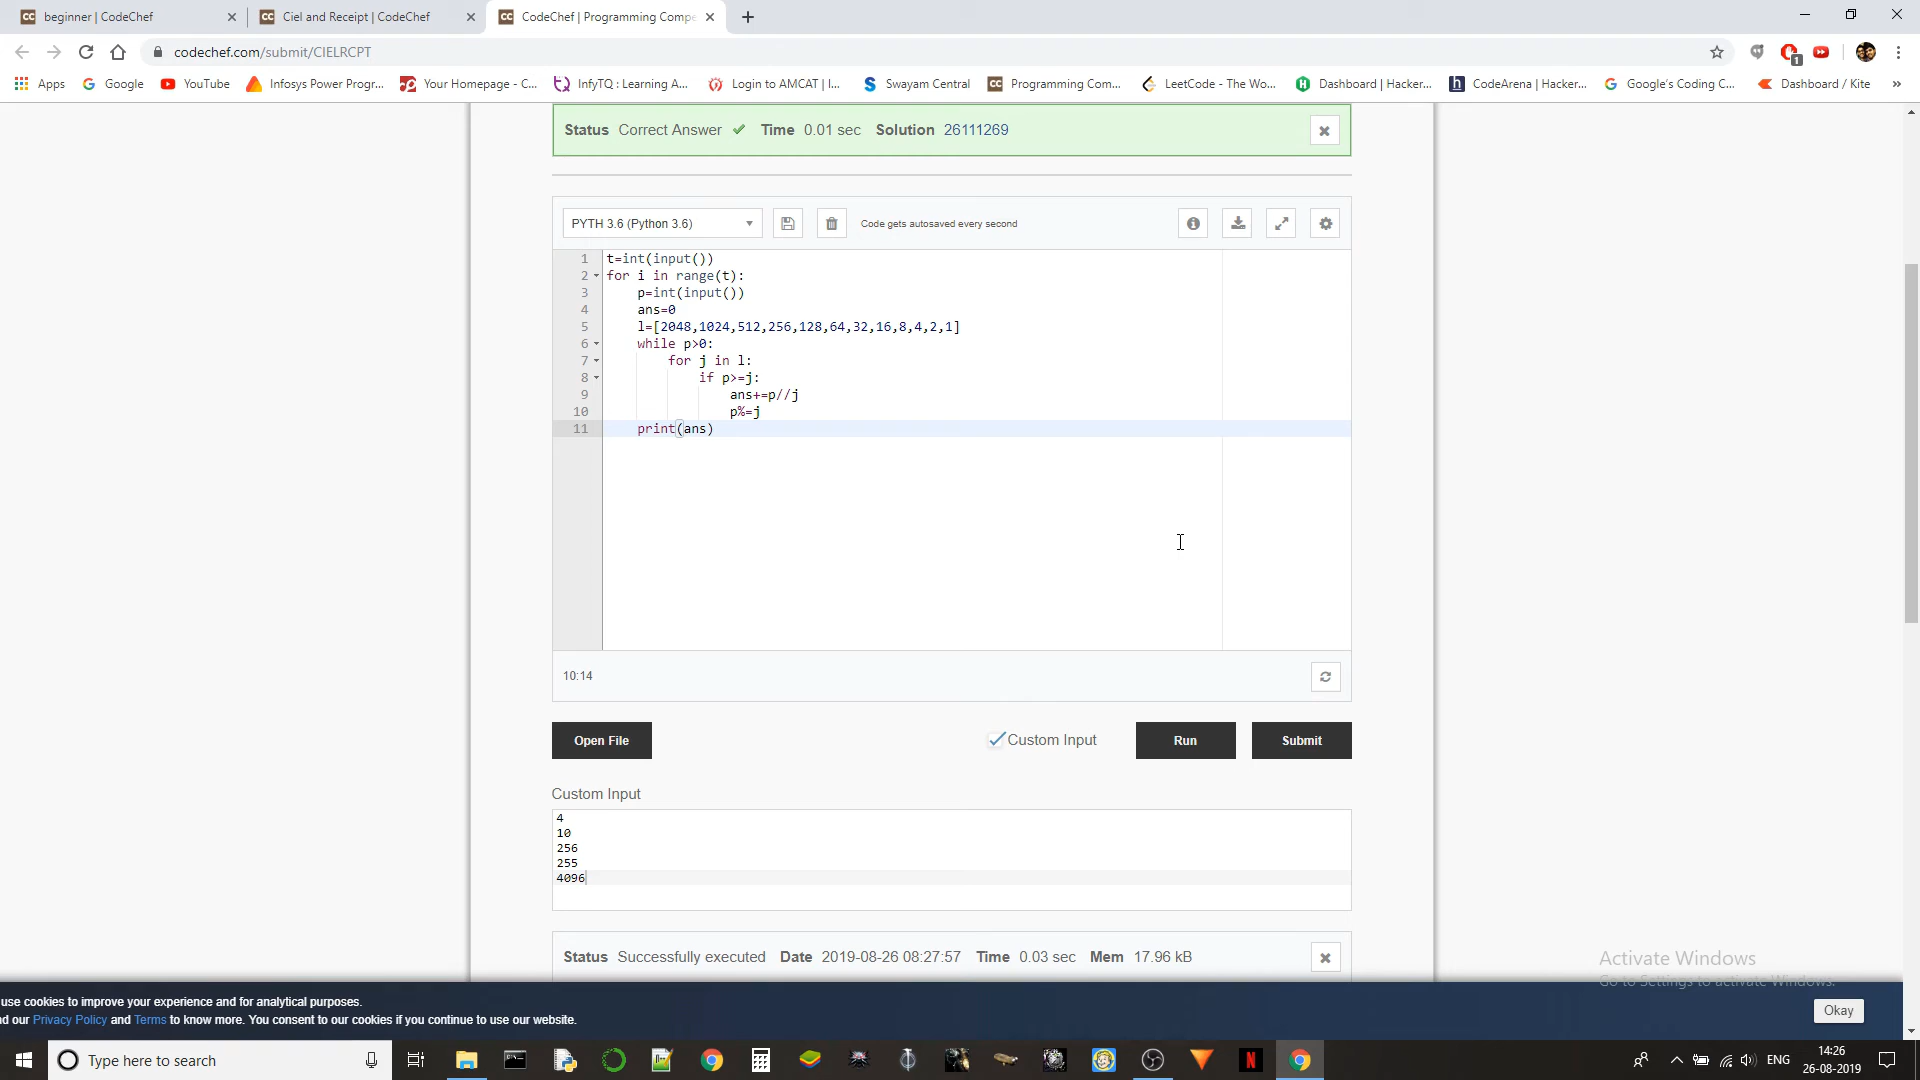 beginner | CodeChef
Ciel and Receipt | CodeChef
CodeChef | Programming Compe
codechef.com/submit/CIELRCPT
1
Apps
Google
YouTube
Infosys Power Progr...
Your Homepage - C...
InfyTQ : Learning A...
Login to AMCAT | I...
Swayam Central
Programming Com...
LeetCode - The Wo...
Dashboard | Hacker...
CodeArena | Hacker...
Google's Coding C...
Dashboard / Kite
»
Status Correct Answer ✔ Time 0.01 sec Solution 26111269
PYTH 3.6 (Python 3.6)
Code gets autosaved every second
1 t=int(input())
2 for i in range(t):
3 p=int(input())
4 ans=0
5 l=[2048,1024,512,256,128,64,32,16,8,4,2,1]
6 while p>0:
7 for j in l:
8 if p>=j:
9 ans+=p//j
10 p%=j
11 print(ans)
10:14
Open File
Custom Input
Run
Submit
Custom Input
4
10
256
255
4096
Status Successfully executed Date 2019-08-26 08:27:57 Time 0.03 sec Mem 17.96 kB
Activate Windows
Go to Settings to activate Windows.
use cookies to improve your experience and for analytical purposes.
nd our Privacy Policy and Terms to know more. You consent to our cookies if you continue to use our website.
Okay
Type here to search
ENG
14:26
26-08-2019